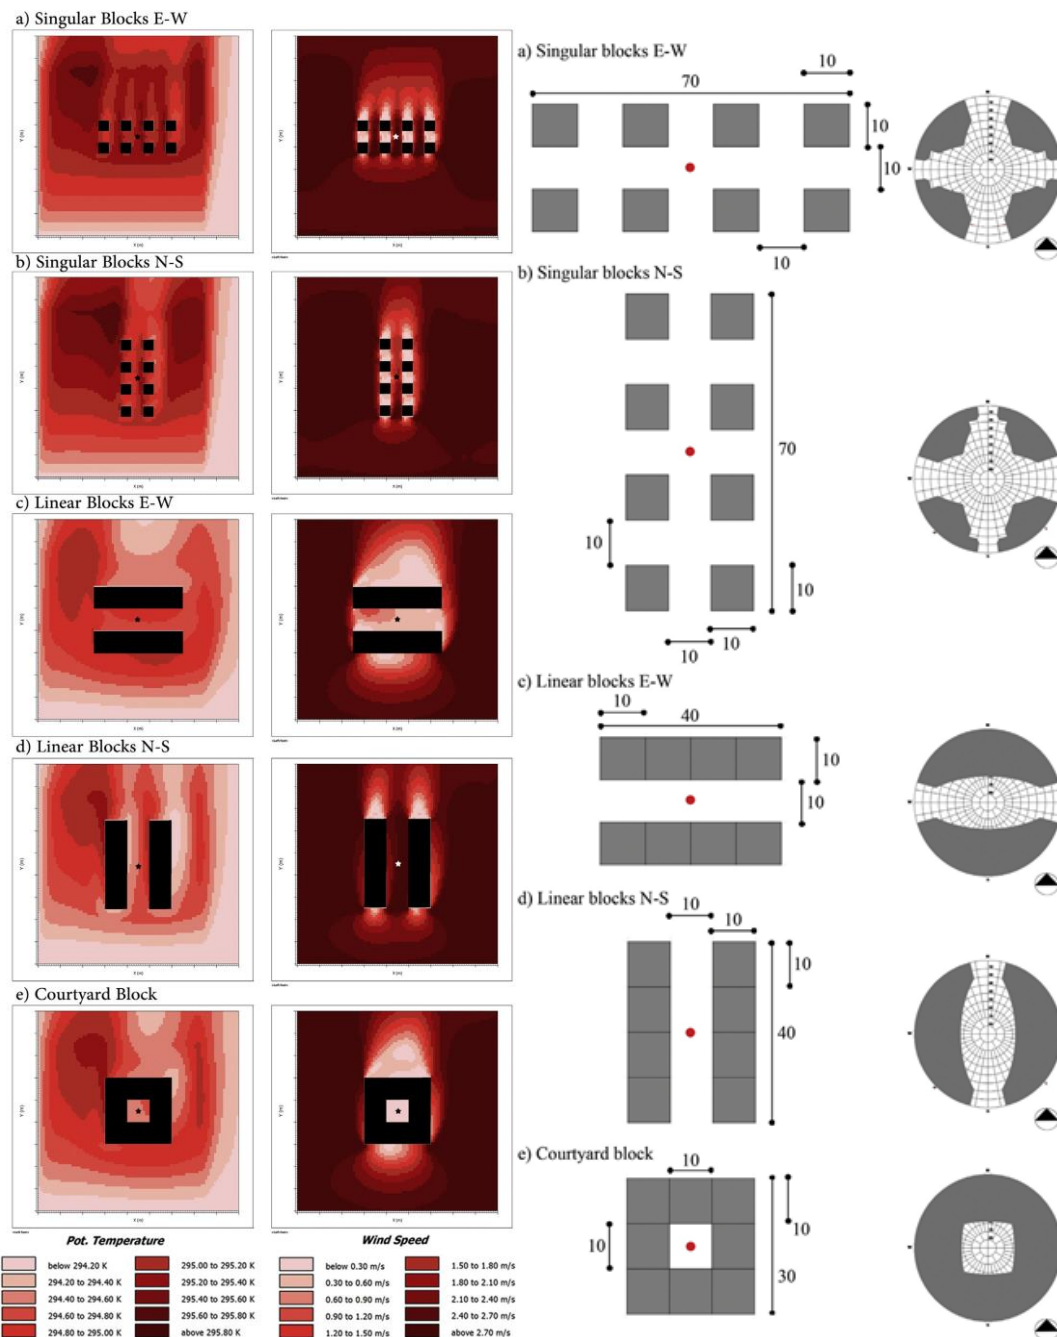 a) Singular Blocks E-W
b) Singular Blocks N-S
c) Linear Blocks E-W
d) Linear Blocks N-S
e) Courtyard Block
Pot. Temperature
below 294.20 K
294.20 to 294.40 K
294.40 to 294.60 K
294.60 to 294.80 K
294.80 to 295.00 K
295.00 to 295.20 K
295.20 to 295.40 K
295.40 to 295.60 K
295.60 to 295.80 K
above 295.80 K
Wind Speed
below 0.30 m/s
0.30 to 0.60 m/s
0.60 to 0.90 m/s
0.90 to 1.20 m/s
1.20 to 1.50 m/s
1.50 to 1.80 m/s
1.80 to 2.10 m/s
2.10 to 2.40 m/s
2.40 to 2.70 m/s
above 2.70 m/s
a) Singular blocks E-W
10
70
10
10
10
b) Singular blocks N-S
70
10
10
10
10
c) Linear blocks E-W
10
40
10
10
d) Linear blocks N-S
10
10
10
40
e) Courtyard block
10
10
10
30